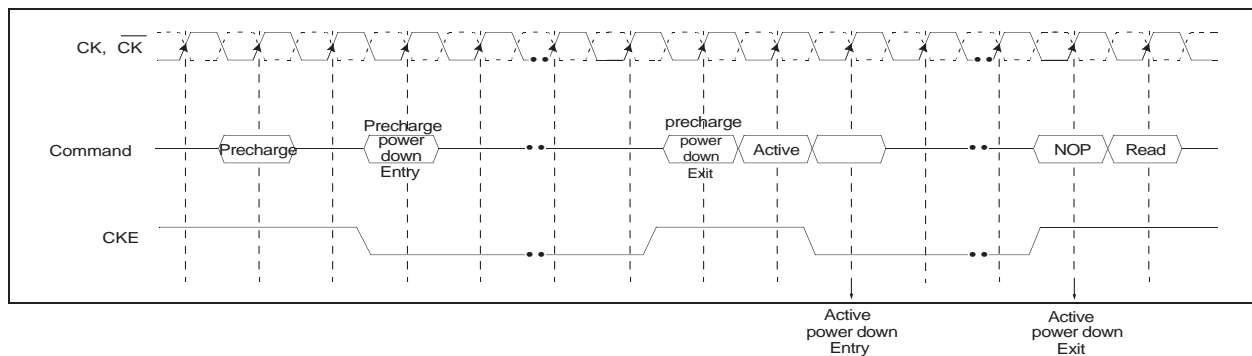 CK, CK
Command
Precharge
Precharge
power
down
Entry
precharge
power
down
Exit
Active
NOP
Read
CKE
Active
power down
Entry
Active
power down
Exit